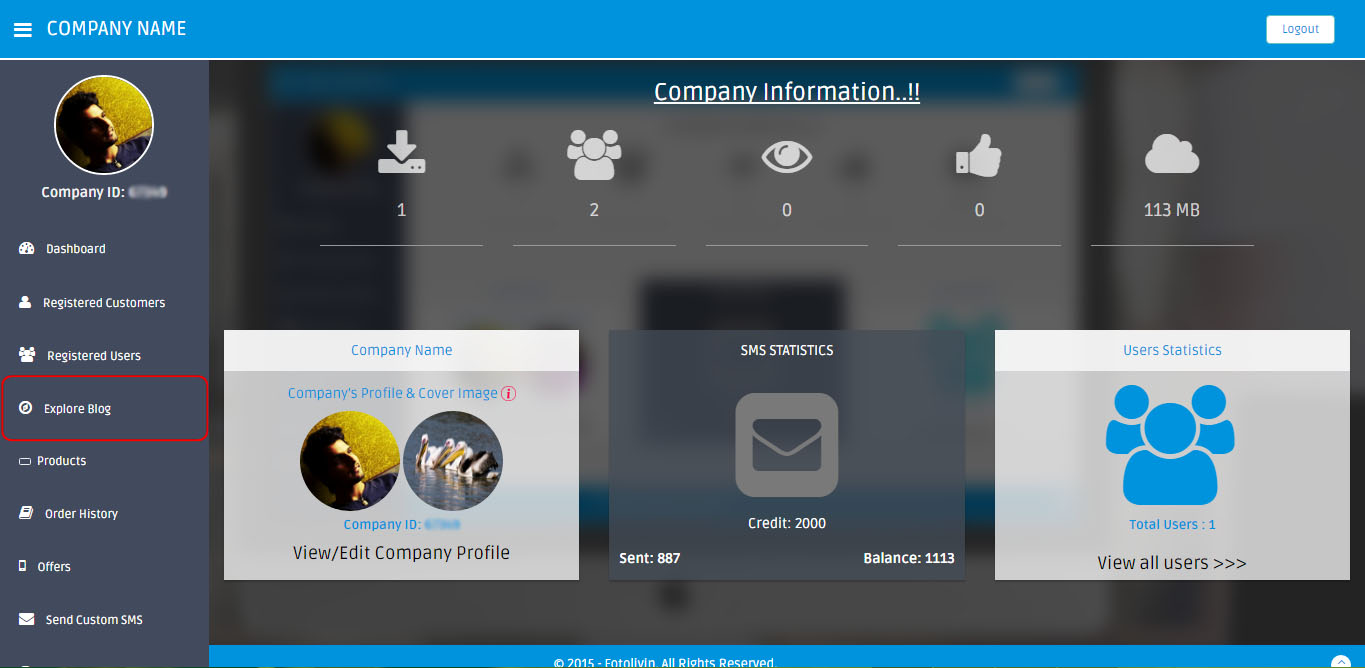 COMPANY NAME
Logout
Company ID:
Dashboard
Registered Customers
Registered Users
Explore Blog
Products
Order History
Offers
Send Custom SMS
Company Information..!!
1
2
0
0
113 MB
Company Name
Company's Profile & Cover Image i
Company ID:
View/Edit Company Profile
SMS STATISTICS
Credit: 2000
Sent: 887 Balance: 1113
Users Statistics
Total Users : 1
View all users >>>
© 2015 - Fotolivin. All Rights Reserved.